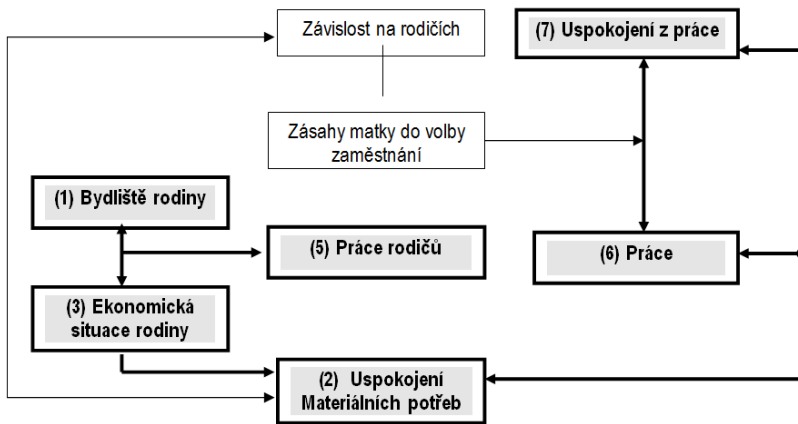 Závislost na rodičích
(7) Uspokojení z práce
Zásahy matky do volby
zaměstnání
(1) Bydliště rodiny
(5) Práce rodičů
(6) Práce
(3) Ekonomická
situace rodiny
(2) Uspokojení
Materiálních potřeb